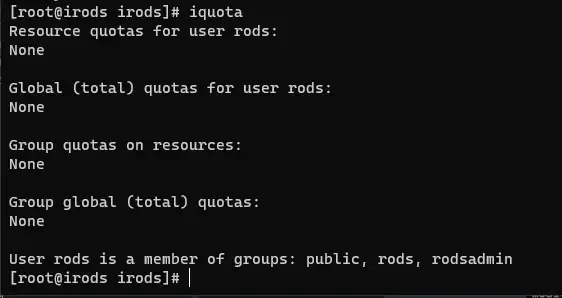 [root@irods irods]# iquota
Resource quotas for user rods:
None
Global (total) quotas for user rods:
None
Group quotas on resources:
None
Group global (total) quotas:
None
User rods is a member of groups: public, rods, rodsadmin
[root@irods irods]#